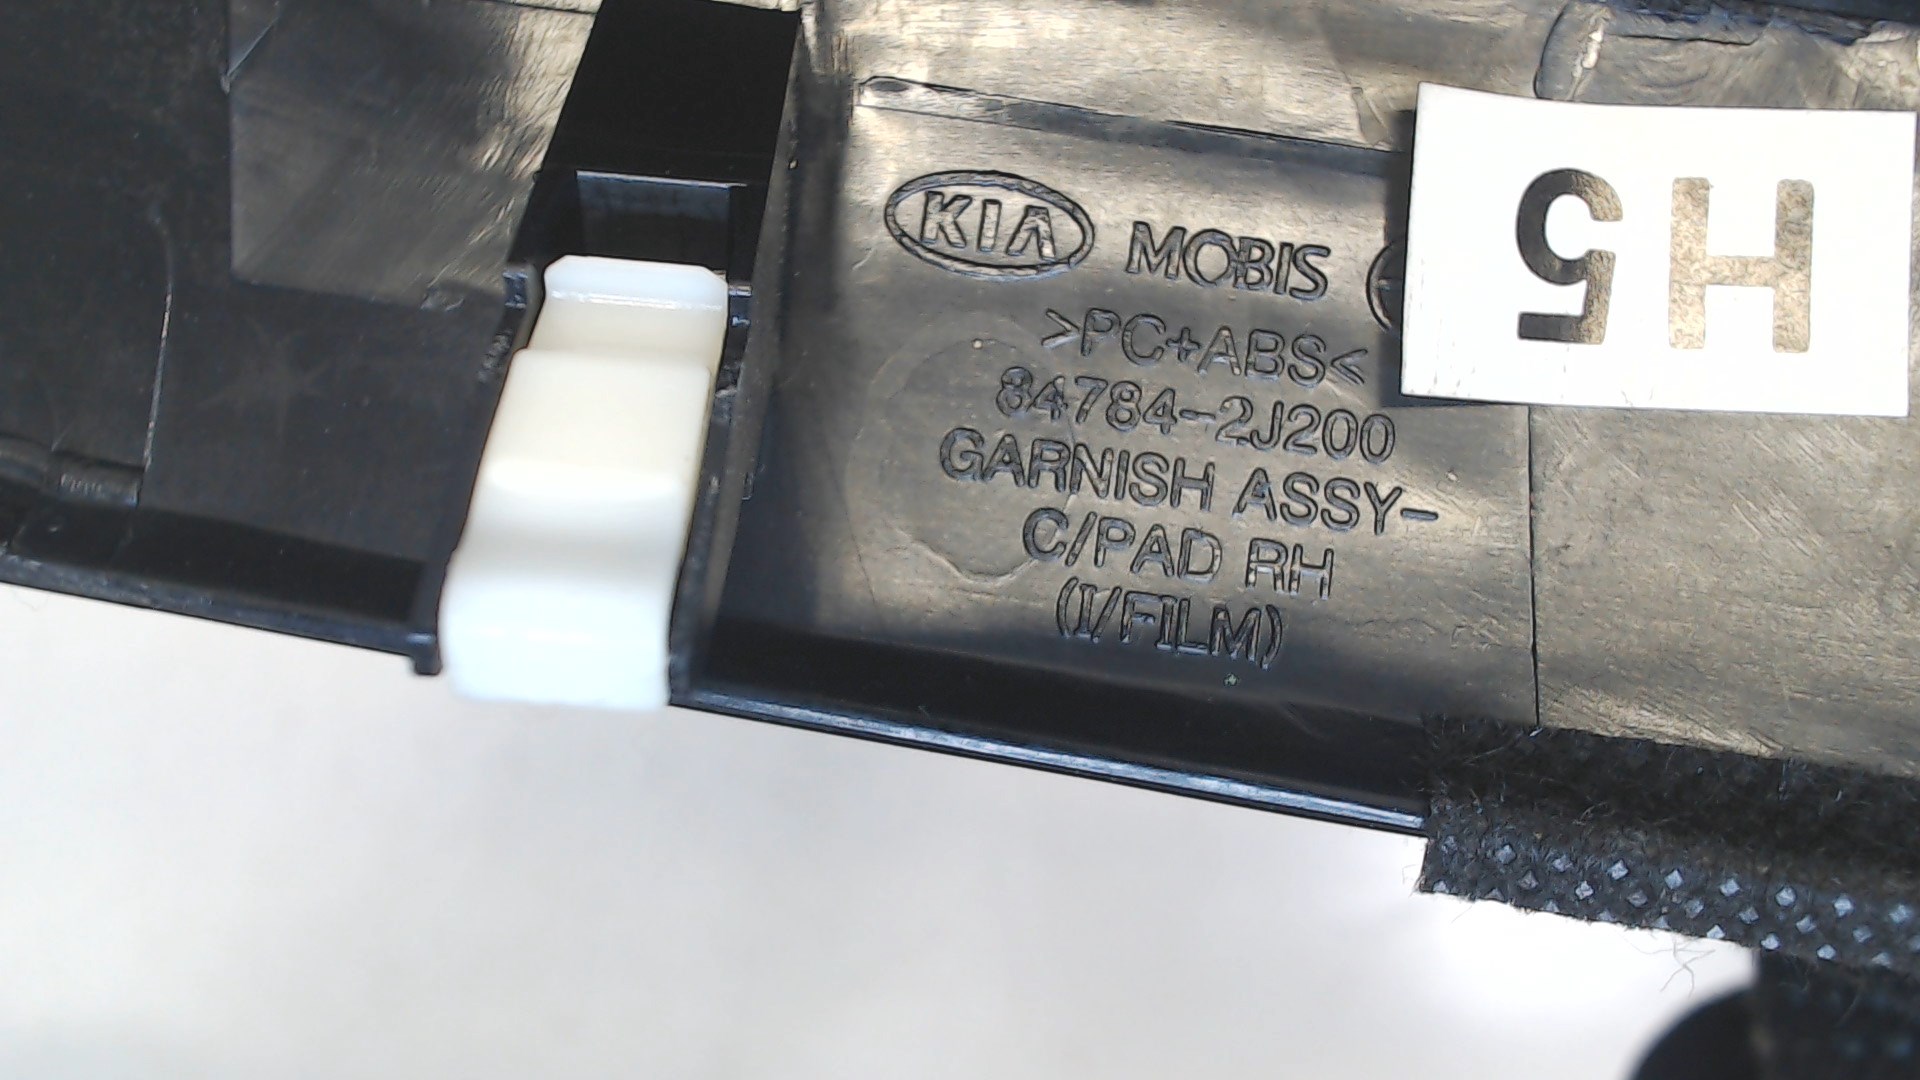 KIA MOBIS
>PC+ABS<
84784-2J200
GARNISH ASSY-
C/PAD RH
(I/FILM)
H5